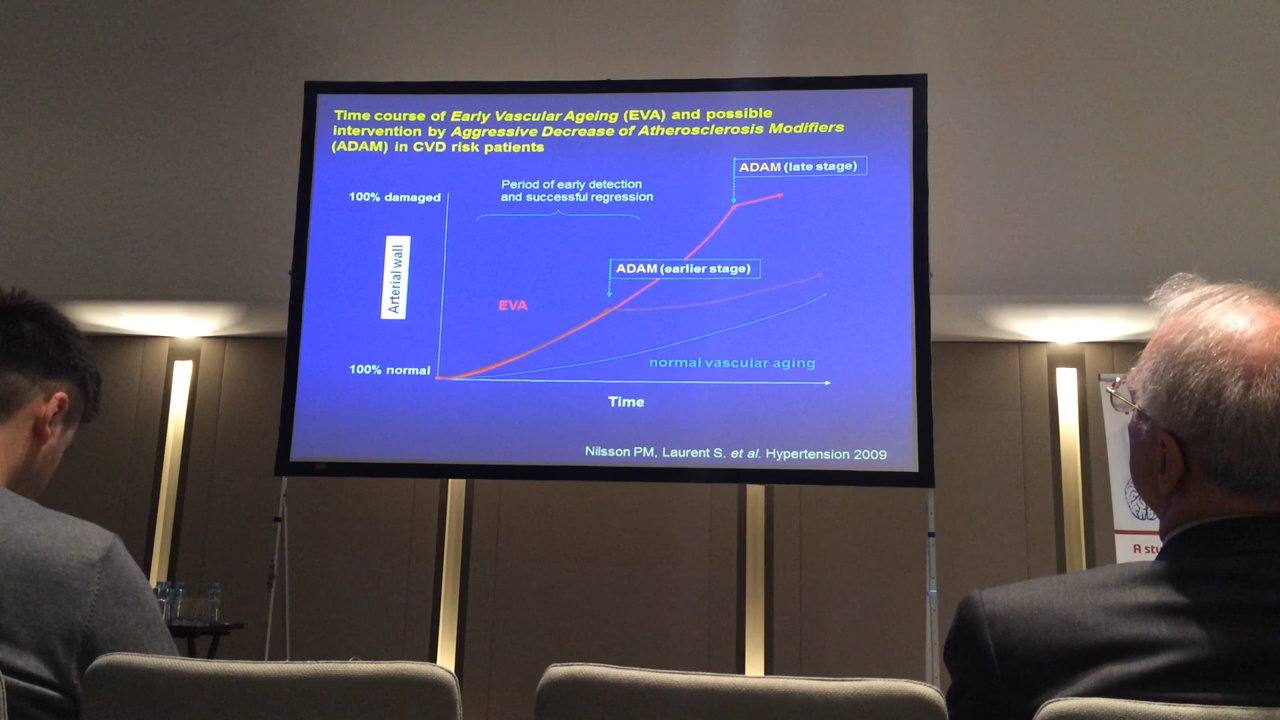 Time course of Early Vascular Ageing (EVA) and possible
intervention by Aggressive Decrease of Atherosclerosis Modifiers
(ADAM) in CVD risk patients
ADAM (late stage)
Period of early detection
and successful regression
100% damaged
Arterial wall
ADAM (earlier stage)
EVA
normal vascular aging
100% normal
Time
Nilsson PM, Laurent S. et al. Hypertension 2009
A stu